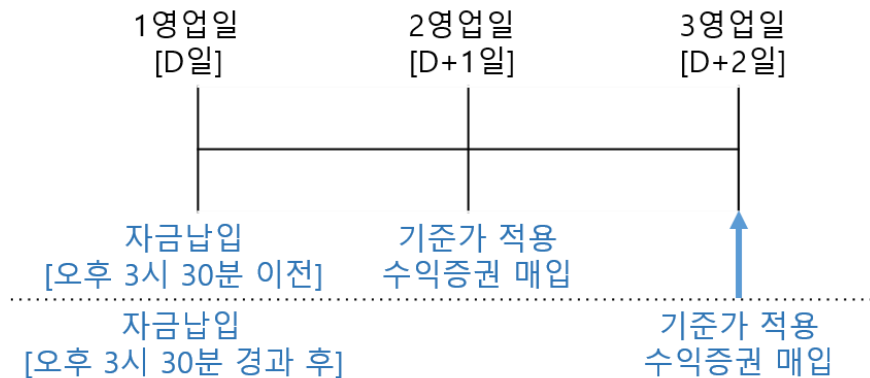 1영업일
[D일]
2영업일
[D+1일]
3영업일
[D+2일]
자금납입
[오후 3시 30분 이전]
기준가 적용
수익증권 매입
자금납입
[오후 3시 30분 경과 후]
기준가 적용
수익증권 매입